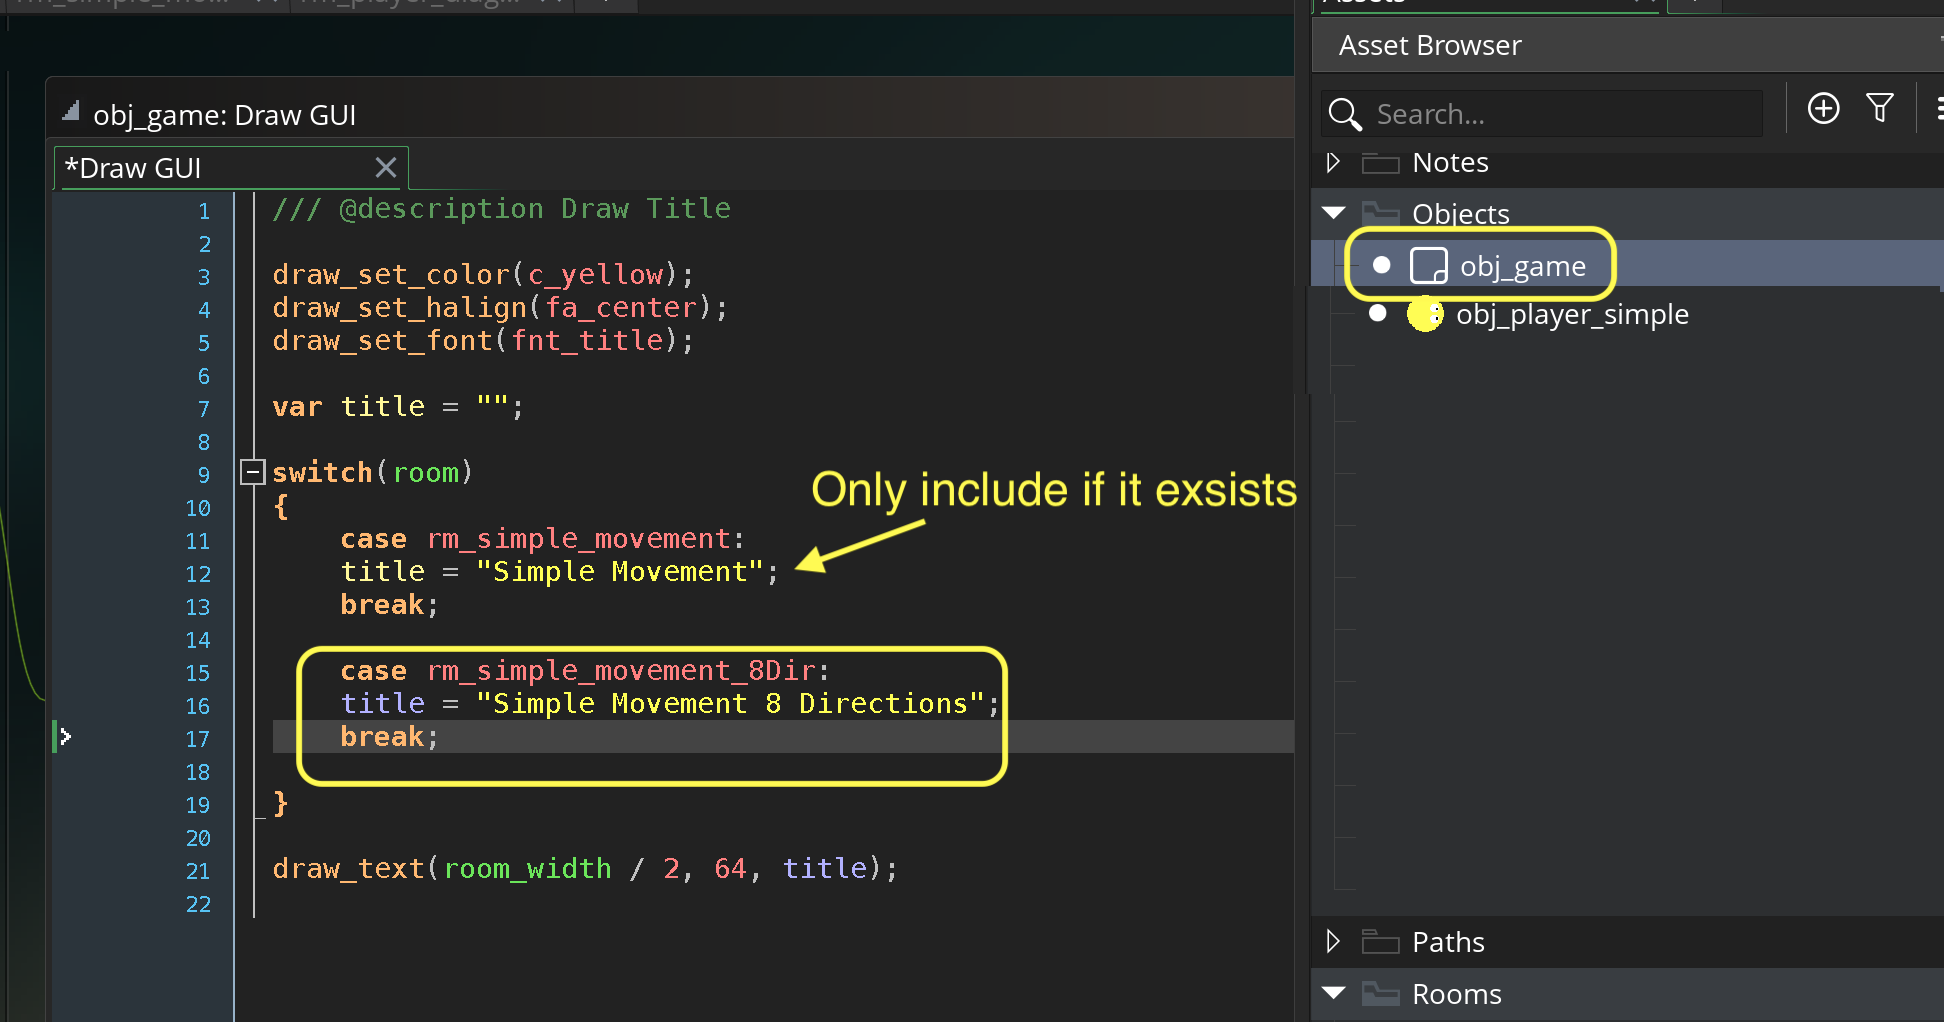 Assets
Asset Browser
obj_game: Draw GUI
Search...
*Draw GUI
Notes
Objects
obj_game
obj_player_simple
1 /// @description Draw Title
2
3 draw_set_color(c_yellow);
4 draw_set_halign(fa_center);
5 draw_set_font(fnt_title);
6
7 var title = "";
8
9 switch(room)
Only include if it exsists
10 {
11 case rm_simple_movement:
12 title = "Simple Movement";
13 break;
14
15 case rm_simple_movement_8Dir:
16 title = "Simple Movement 8 Directions";
17 break;
18
19 }
20
21 draw_text(room_width / 2, 64, title);
22
Paths
Rooms